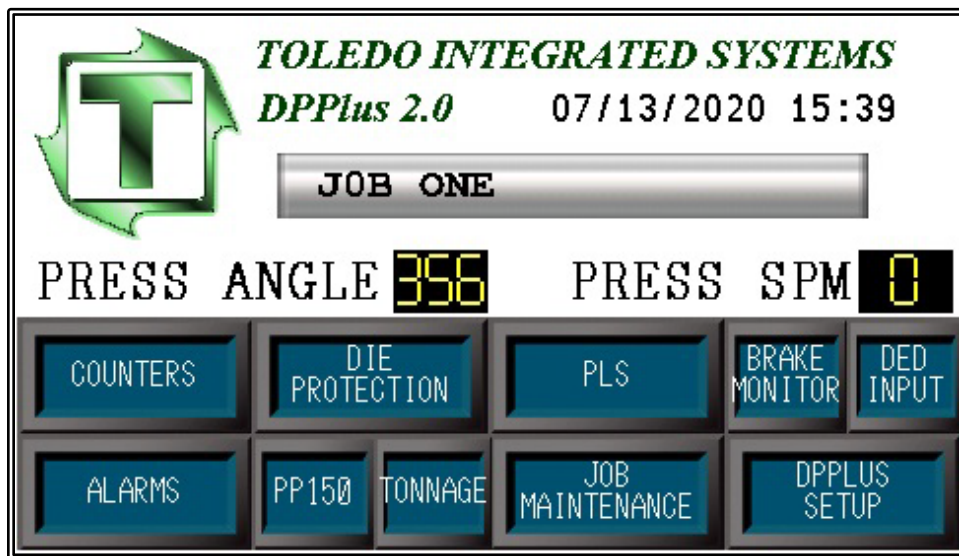 T
TOLEDO INTEGRATED SYSTEMS
DPPlus 2.0 07/13/2020 15:39
JOB ONE
PRESS ANGLE 356 PRESS SPM 0
COUNTERS
DIE
PROTECTION
PLS
BRAKE
MONITOR
DED
INPUT
ALARMS
PP150
TONNAGE
JOB
MAINTENANCE
DPPLUS
SETUP